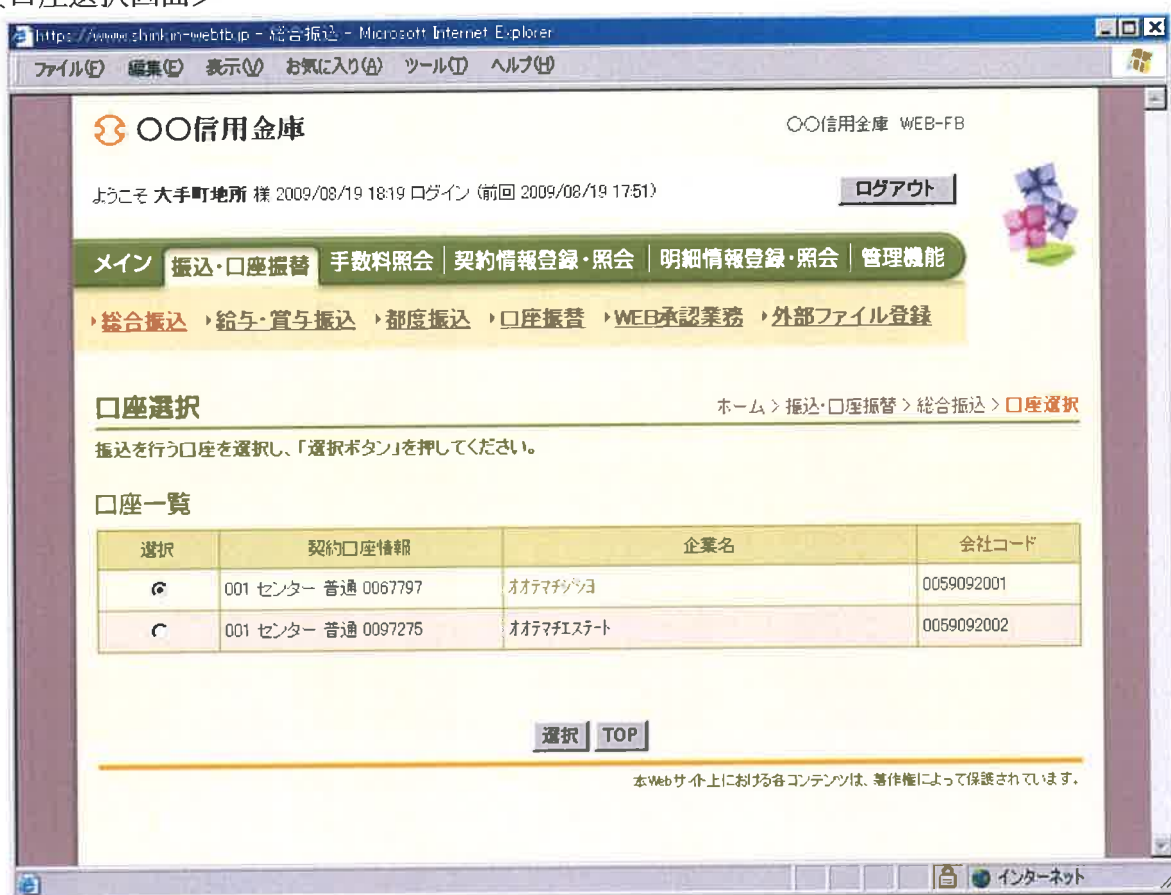 <口座選択画面>
https://www.shinkin-webfb.jp - 総合振込 - Microsoft Internet Explorer
ファイル(F) 編集(E) 表示(V) お気に入り(A) ツール(T) ヘルプ(H)
〇〇信用金庫
〇〇信用金庫 WEB-FB
ようこそ 大手町地所 様 2009/08/19 18:19 ログイン (前回 2009/08/19 17:51)
ログアウト
メイン 振込・口座振替 手数料照会 契約情報登録・照会 明細情報登録・照会 管理機能
総合振込 給与・賞与振込 都度振込 口座振替 WEB承認業務 外部ファイル登録
口座選択
ホーム > 振込・口座振替 > 総合振込 > 口座選択
振込を行う口座を選択し、「選択ボタン」を押してください。
口座一覧
選択 契約口座情報 企業名 会社コード
001 センター 普通 0067797 オオテマチジシヨ 0059092001
001 センター 普通 0097275 オオテマチエステート 0059092002
選択 TOP
本Webサイト上における各コンテンツは、著作権によって保護されています。
インターネット